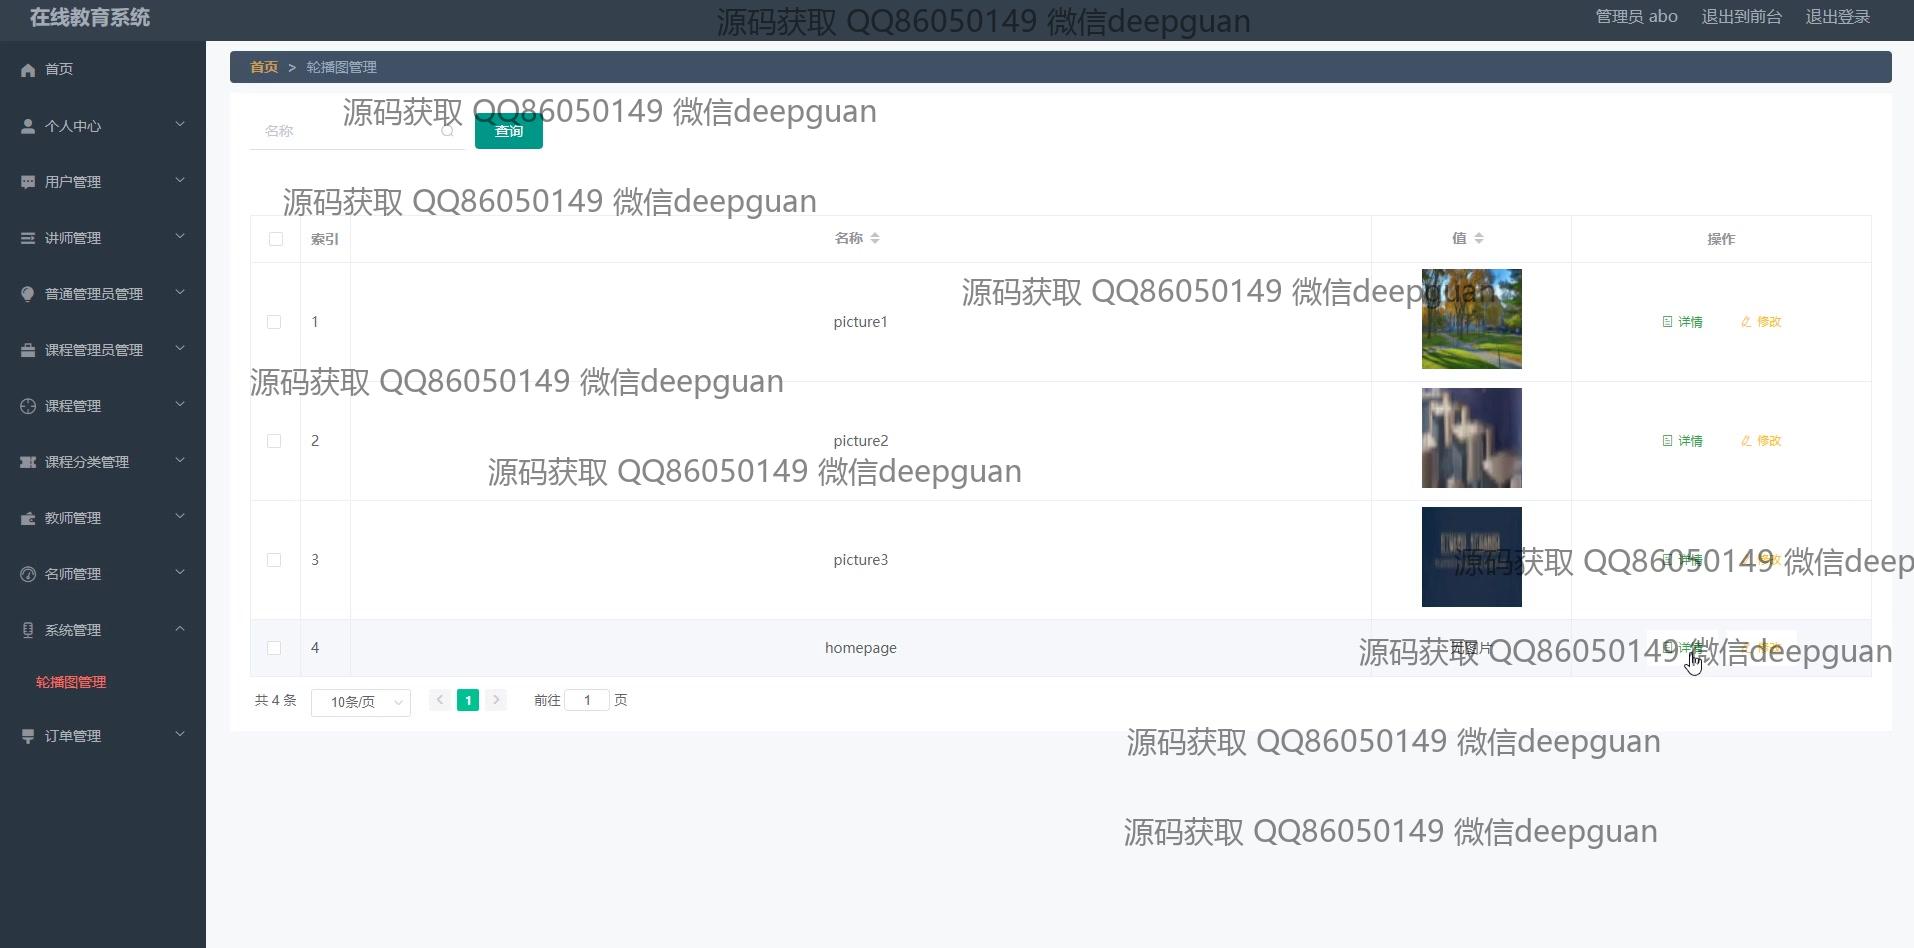 在线教育系统
源码获取 QQ86050149 微信deepguan
管理员 abo 退出到前台 退出登录
首页
个人中心
用户管理
讲师管理
普通管理员管理
课程管理员管理
课程管理
课程分类管理
教师管理
名师管理
系统管理
轮播图管理
订单管理
首页 > 轮播图管理
源码获取 QQ86050149 微信deepguan
名称 查询
源码获取 QQ86050149 微信deepguan
索引 名称 值 操作
源码获取 QQ86050149 微信deepguan
1 picture1 详情 修改
源码获取 QQ86050149 微信deepguan
2 picture2 详情 修改
源码获取 QQ86050149 微信deepguan
3 picture3 详情 修改
源码获取 QQ86050149 微信deep
4 homepage 无图片 详情 修改
源码获取 QQ86050149 微信deepguan
共 4 条 10条/页 < 1 > 前往 1 页
源码获取 QQ86050149 微信deepguan
源码获取 QQ86050149 微信deepguan